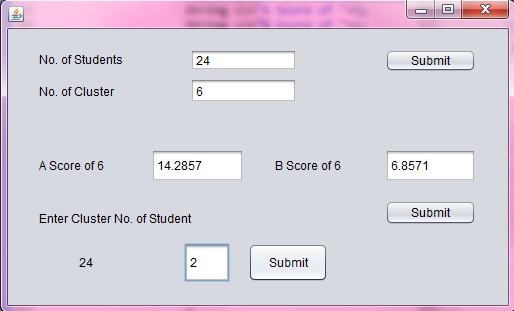 No. of Students 24 Submit
No. of Cluster 6
A Score of 6 14.2857 B Score of 6 6.8571
Submit
Enter Cluster No. of Student
24 2 Submit